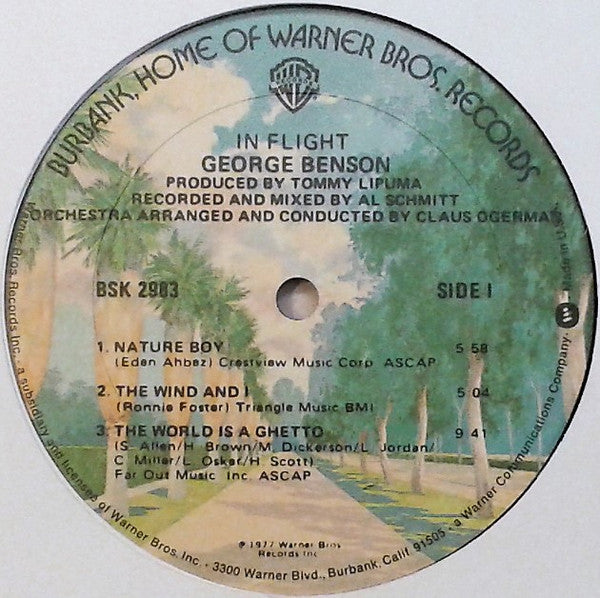 BURBANK, HOME OF WARNER BROS. RECORDS
IN FLIGHT
GEORGE BENSON
PRODUCED BY TOMMY LIPUMA
RECORDED AND MIXED BY AL SCHMITT
ORCHESTRA ARRANGED AND CONDUCTED BY CLAUS OGERMAN
BSK 2983
SIDE I
1. NATURE BOY 5 58
(Eden Ahbez) Crestview Music Corp ASCAP
2. THE WIND AND I 5 04
(Ronnie Foster) Triangle Music BMI
3. THE WORLD IS A GHETTO 9 41
(S. Allen/H Brown/M, Dickerson/L Jordan/
C Miller/L Osker/H Scott)
Far Out Music Inc. ASCAP
℗ 1977 Warner Bros
Records Inc
Warner Bros. Records Inc., a subsidiary and licensee of Warner Bros. Inc. · 3300 Warner Blvd., Burbank, Calif. 91505 · a Warner Communications Company · Made in U.S.A.